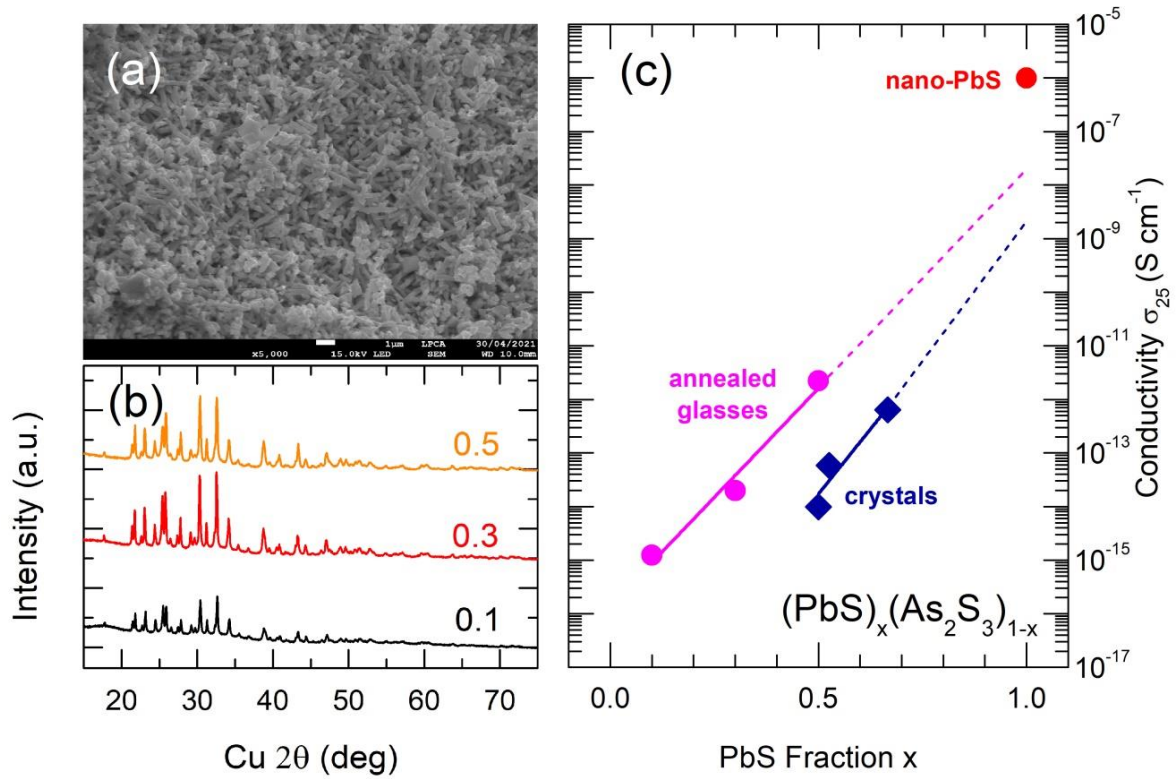 (a)
1µm LPCA 30/04/2021
x5,000 15.0kV LED SEM WD 10.0mm
(b)
0.5
0.3
0.1
Intensity (a.u.)
20 30 40 50 60 70
Cu 2θ (deg)
(c)
nano-PbS
annealed
glasses
crystals
(PbS)ₓ(As₂S₃)₁₋ₓ
10⁻⁵
10⁻⁷
10⁻⁹
10⁻¹¹
10⁻¹³
10⁻¹⁵
10⁻¹⁷
Conductivity σ₂₅ (S cm⁻¹)
0.0 0.5 1.0
PbS Fraction x